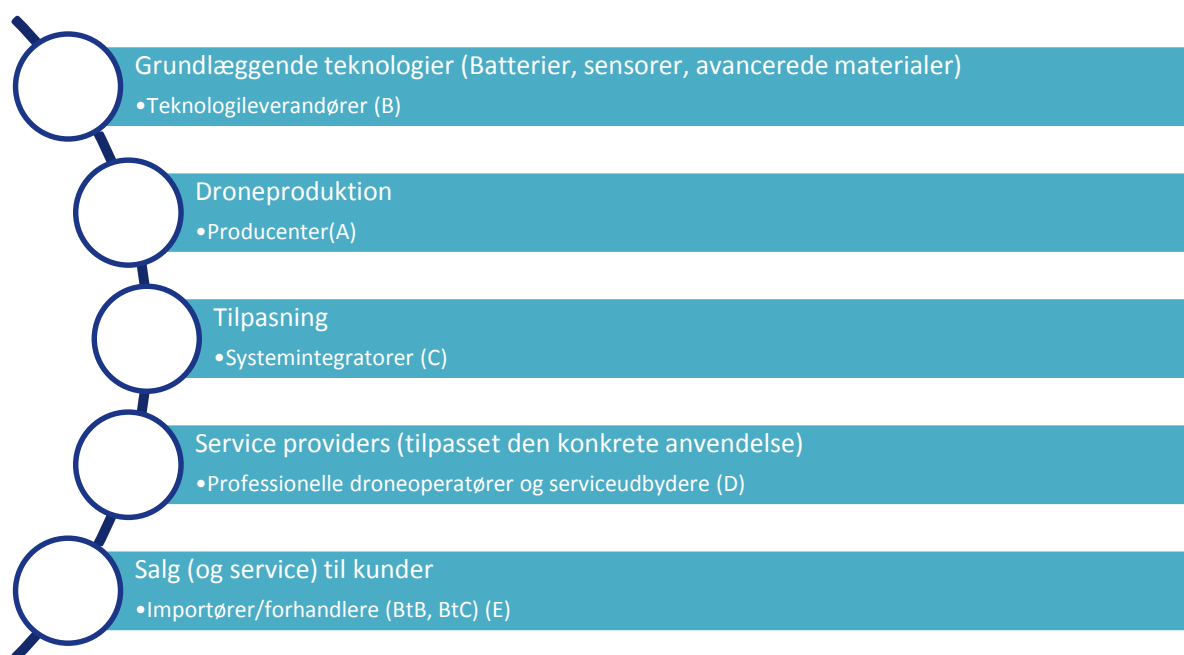 Grundlæggende teknologier (Batterier, sensorer, avancerede materialer)
•Teknologileverandører (B)
Droneproduktion
•Producenter(A)
Tilpasning
•Systemintegratorer (C)
Service providers (tilpasset den konkrete anvendelse)
•Professionelle droneoperatører og serviceudbydere (D)
Salg (og service) til kunder
•Importører/forhandlere (BtB, BtC) (E)